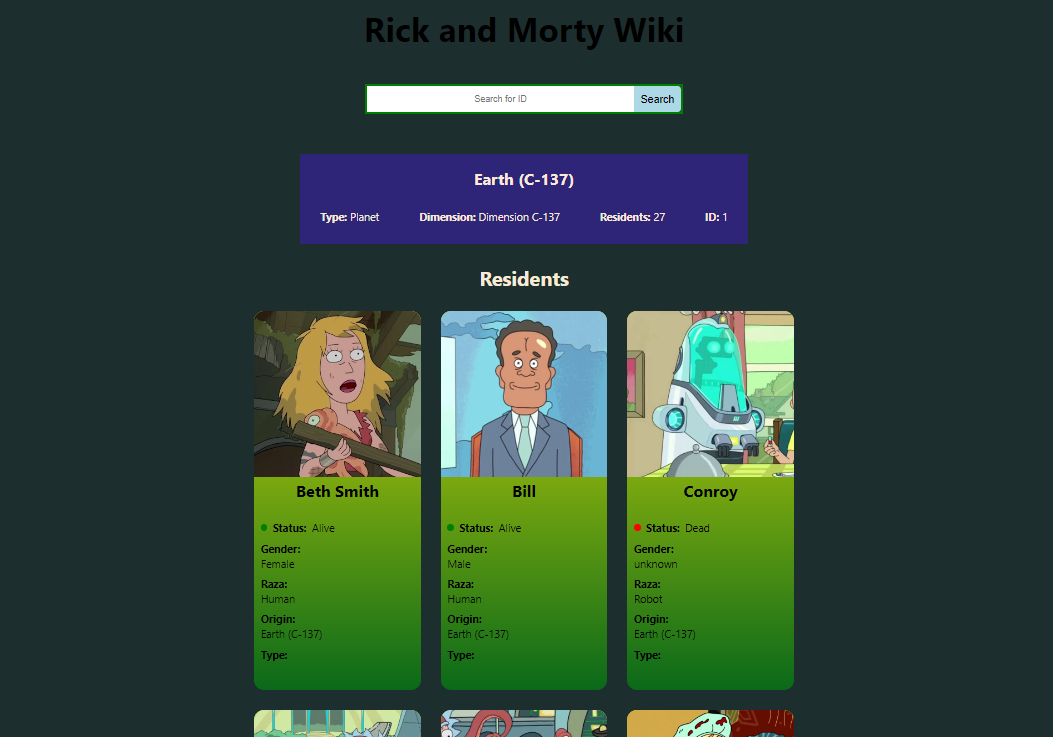 Rick and Morty Wiki
Search for ID
Search
Earth (C-137)
Type: Planet Dimension: Dimension C-137 Residents: 27 ID: 1
Residents
Beth Smith
Status: Alive
Gender:
Female
Raza:
Human
Origin:
Earth (C-137)
Type:
Bill
Status: Alive
Gender:
Male
Raza:
Human
Origin:
Earth (C-137)
Type:
Conroy
Status: Dead
Gender:
unknown
Raza:
Robot
Origin:
Earth (C-137)
Type: